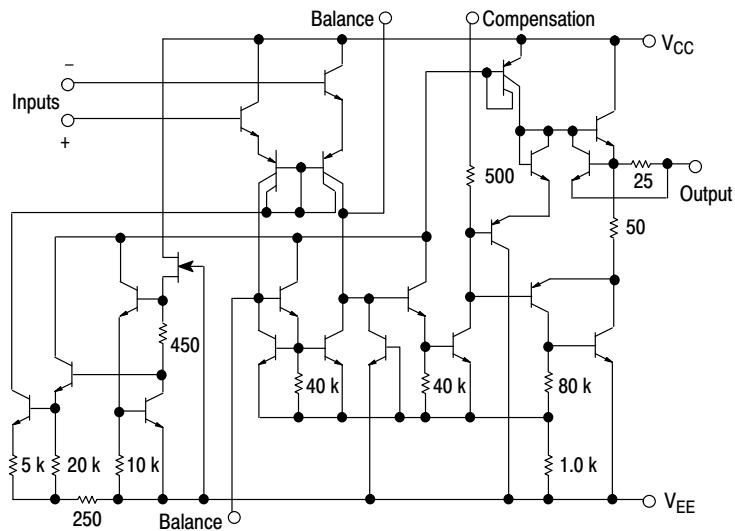 Balance
Compensation
VCC
−
Inputs
+
500
25
Output
50
450
40 k
40 k
80 k
5 k
20 k
10 k
1.0 k
250
Balance
VEE